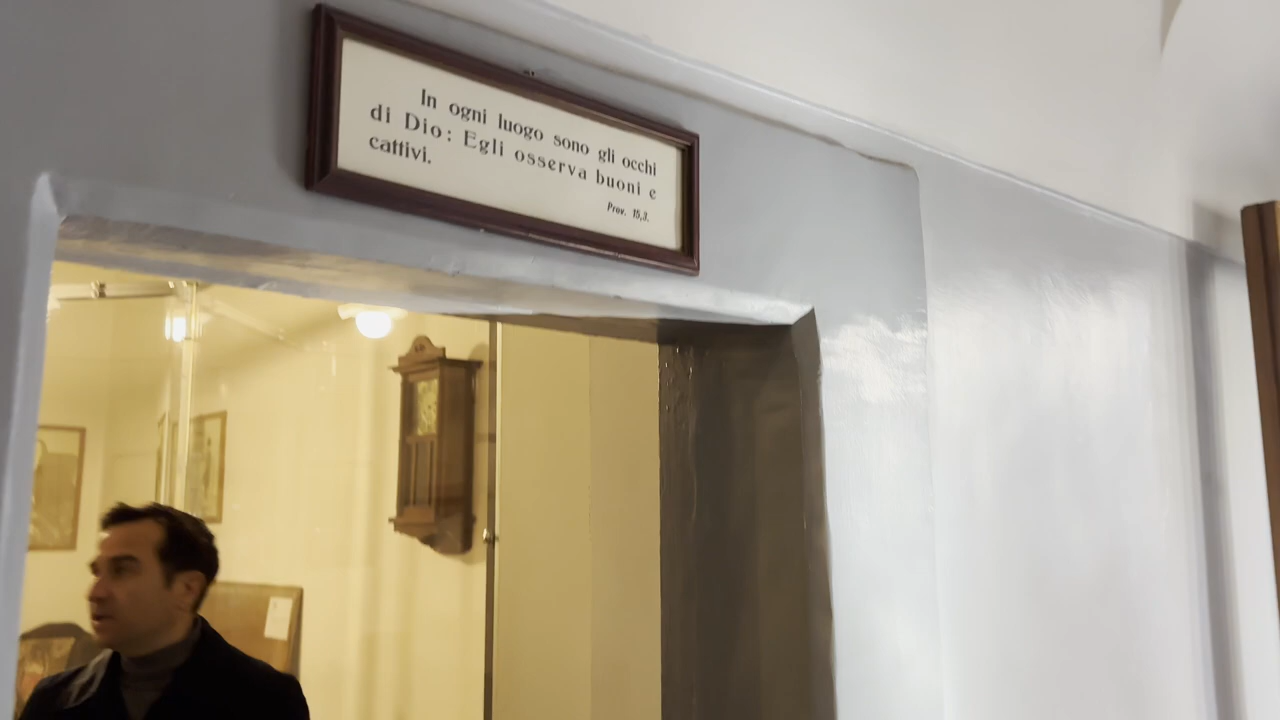 In ogni luogo sono gli occhi
di Dio: Egli osserva buoni e
cattivi.
Prov. 15,3.